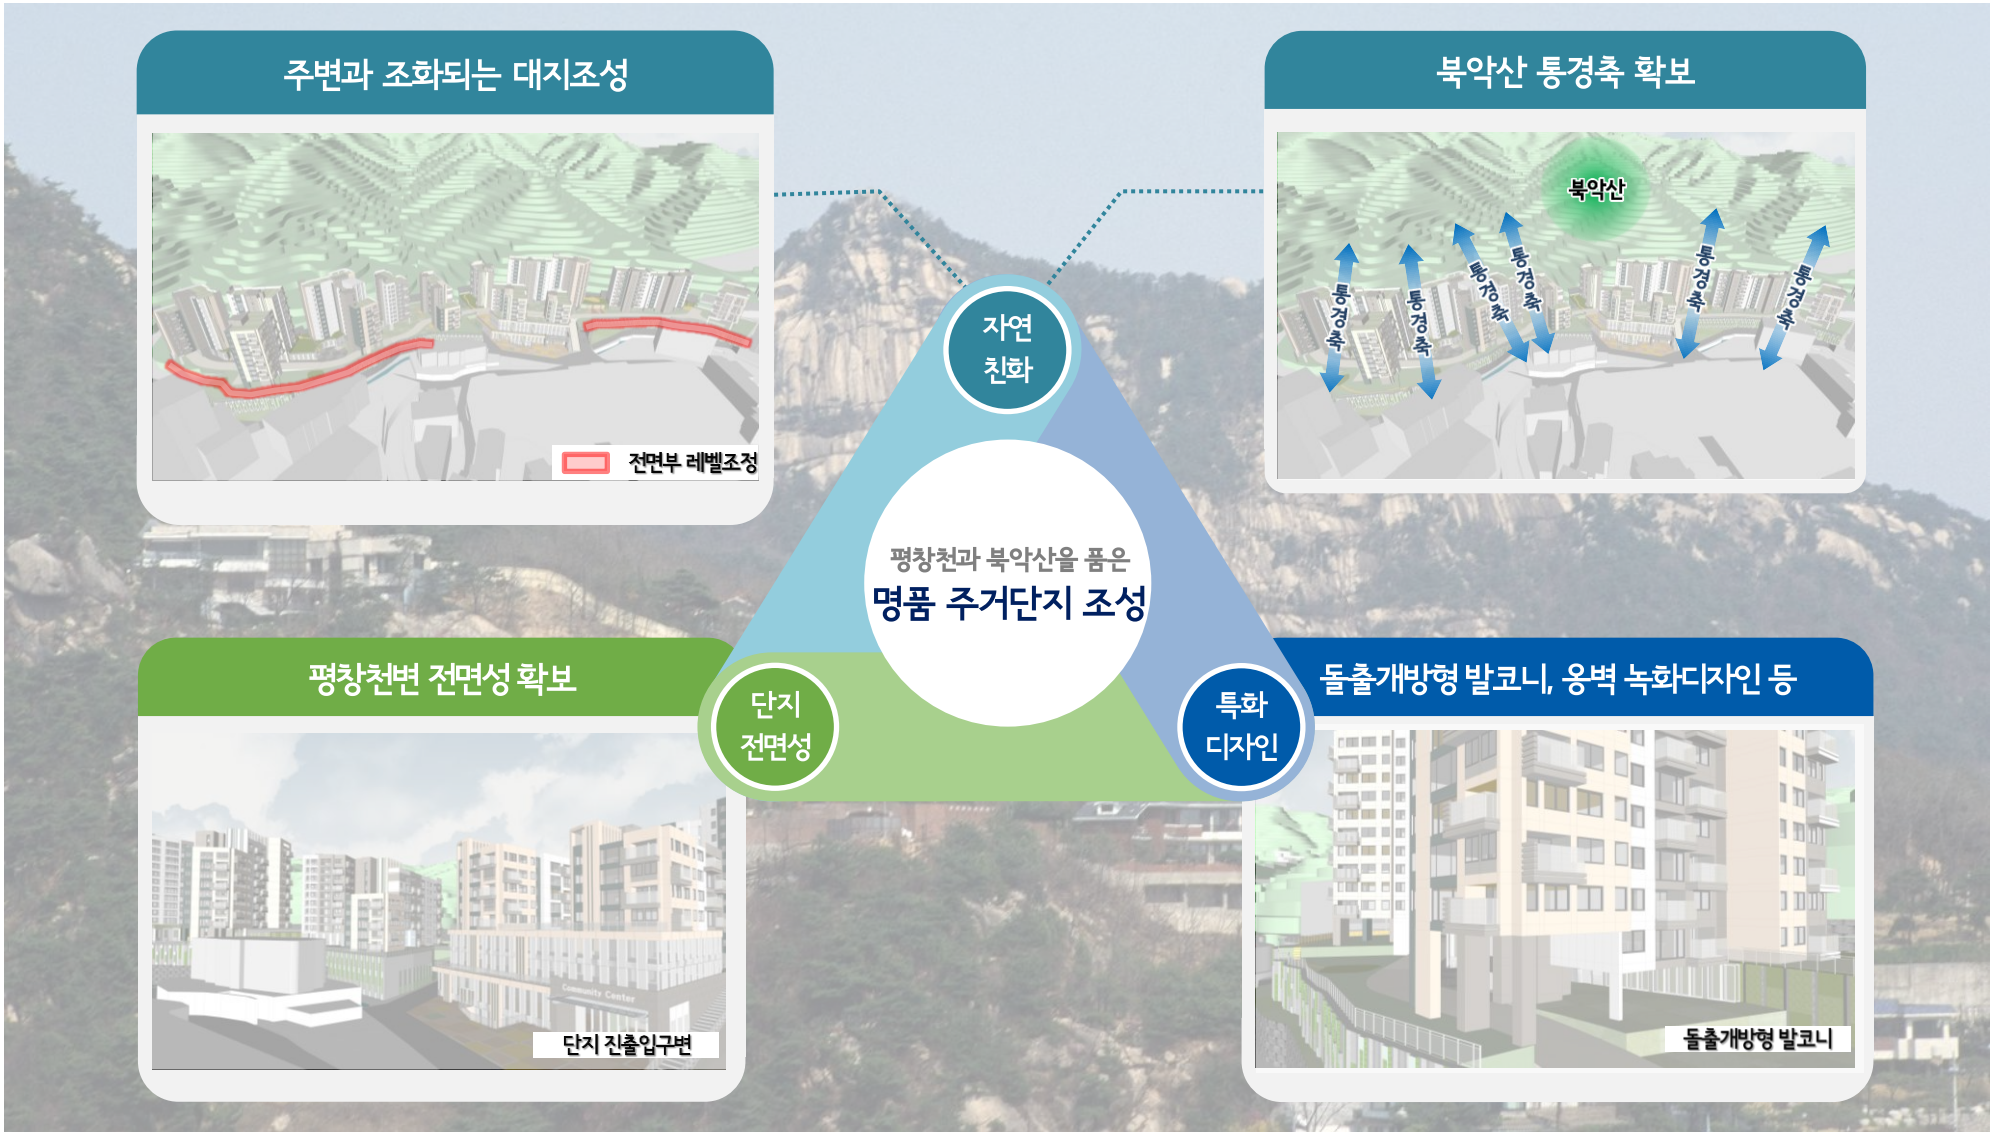 주변과 조화되는 대지조성
전면부 레벨조정
북악산 통경축 확보
북악산
통경축
통경축
통경축
통경축
통경축
통경축
자연
친화
평창천과 북악산을 품은
명품 주거단지 조성
단지
전면성
특화
디자인
평창천변 전면성 확보
Community Center
단지 진출입구변
돌출개방형 발코니, 옹벽 녹화디자인 등
돌출개방형 발코니